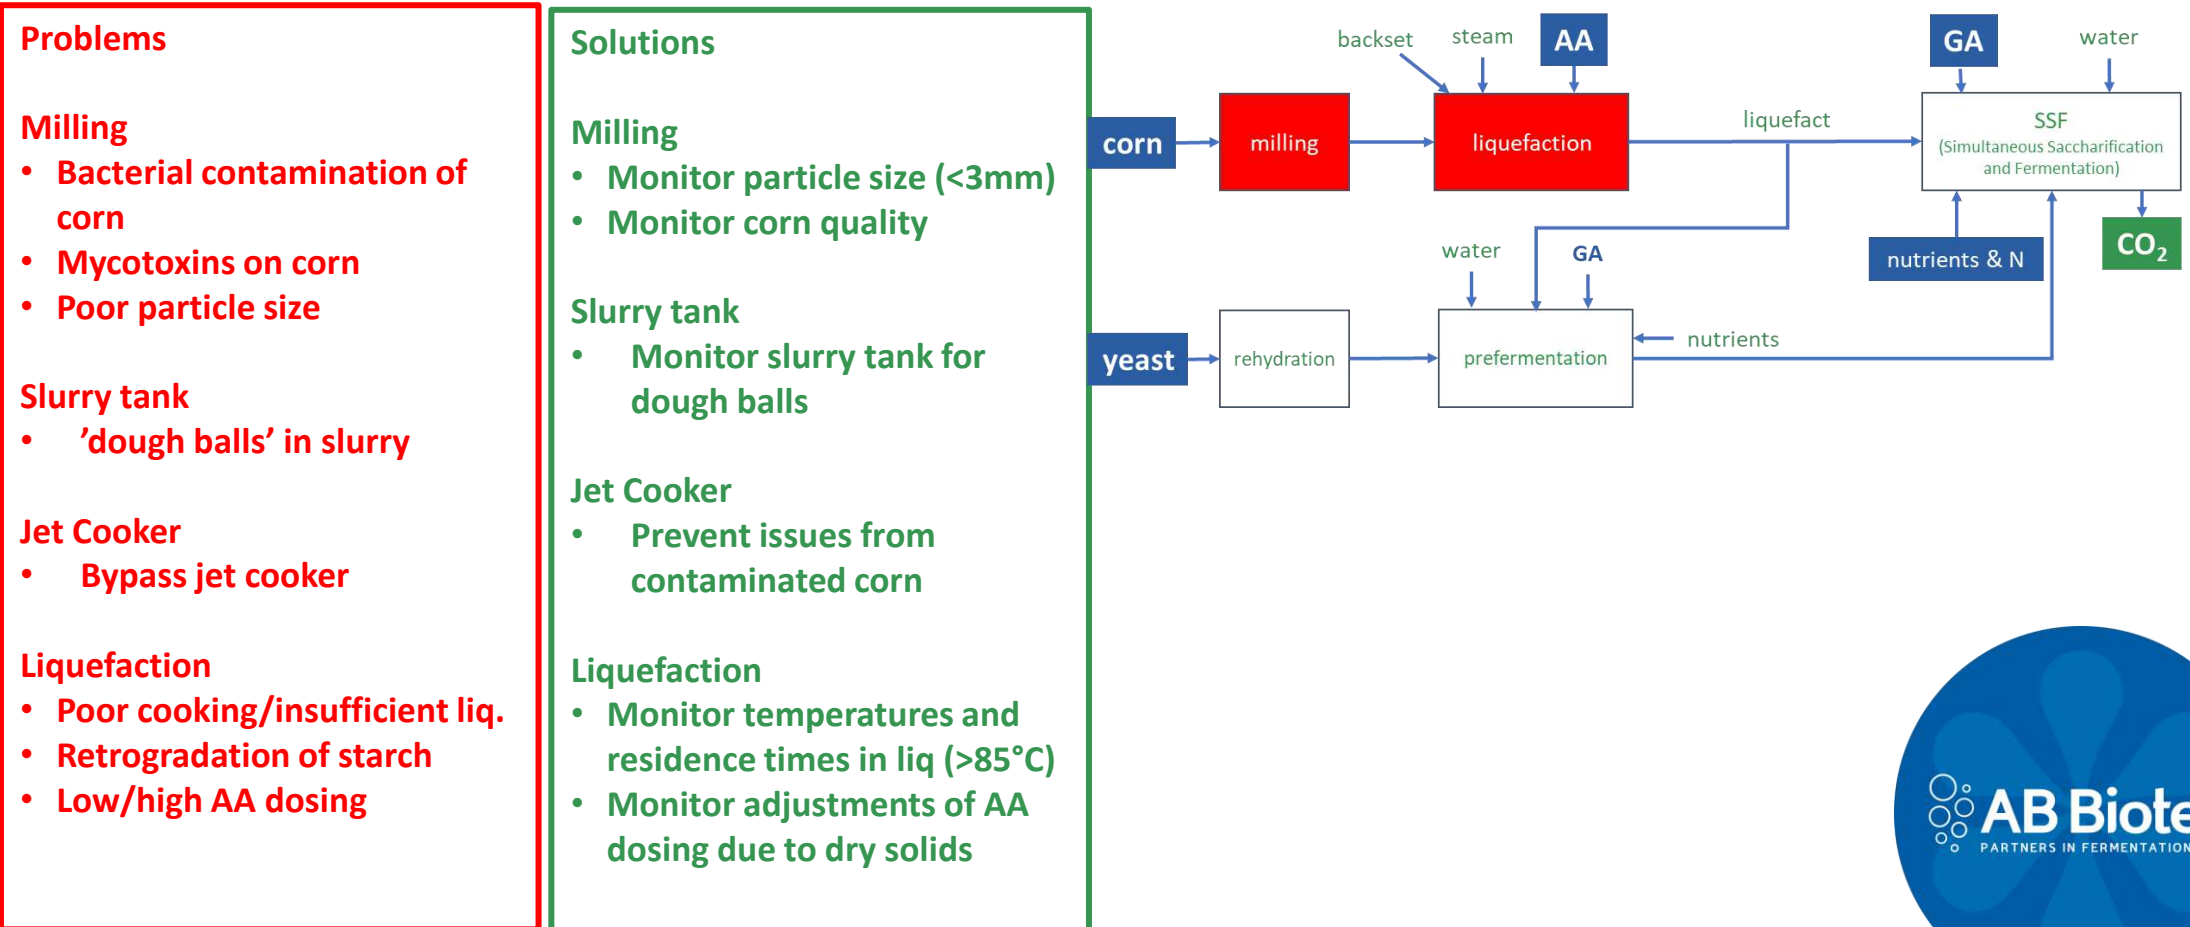 Problems
Milling
• Bacterial contamination of
corn
• Mycotoxins on corn
• Poor particle size
Slurry tank
• ’dough balls’ in slurry
Jet Cooker
• Bypass jet cooker
Liquefaction
• Poor cooking/insufficient liq.
• Retrogradation of starch
• Low/high AA dosing
Solutions
Milling
• Monitor particle size (<3mm)
• Monitor corn quality
Slurry tank
• Monitor slurry tank for
dough balls
Jet Cooker
• Prevent issues from
contaminated corn
Liquefaction
• Monitor temperatures and
residence times in liq (>85°C)
• Monitor adjustments of AA
dosing due to dry solids
backset
steam
AA
GA
water
corn
milling
liquefaction
liquefact
SSF
(Simultaneous Saccharification
and Fermentation)
water
GA
nutrients & N
CO₂
yeast
rehydration
prefermentation
nutrients
AB Biote
PARTNERS IN FERMENTATION